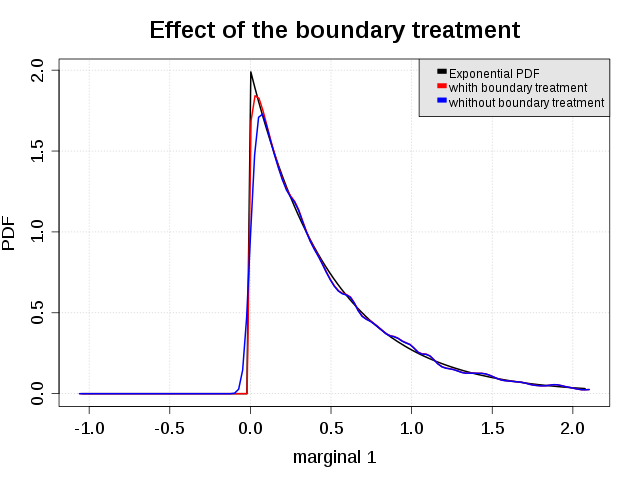 Effect of the boundary treatment
Exponential PDF
whith boundary treatment
whithout boundary treatment
2.0
1.5
1.0
0.5
0.0
PDF
-1.0 -0.5 0.0 0.5 1.0 1.5 2.0
marginal 1